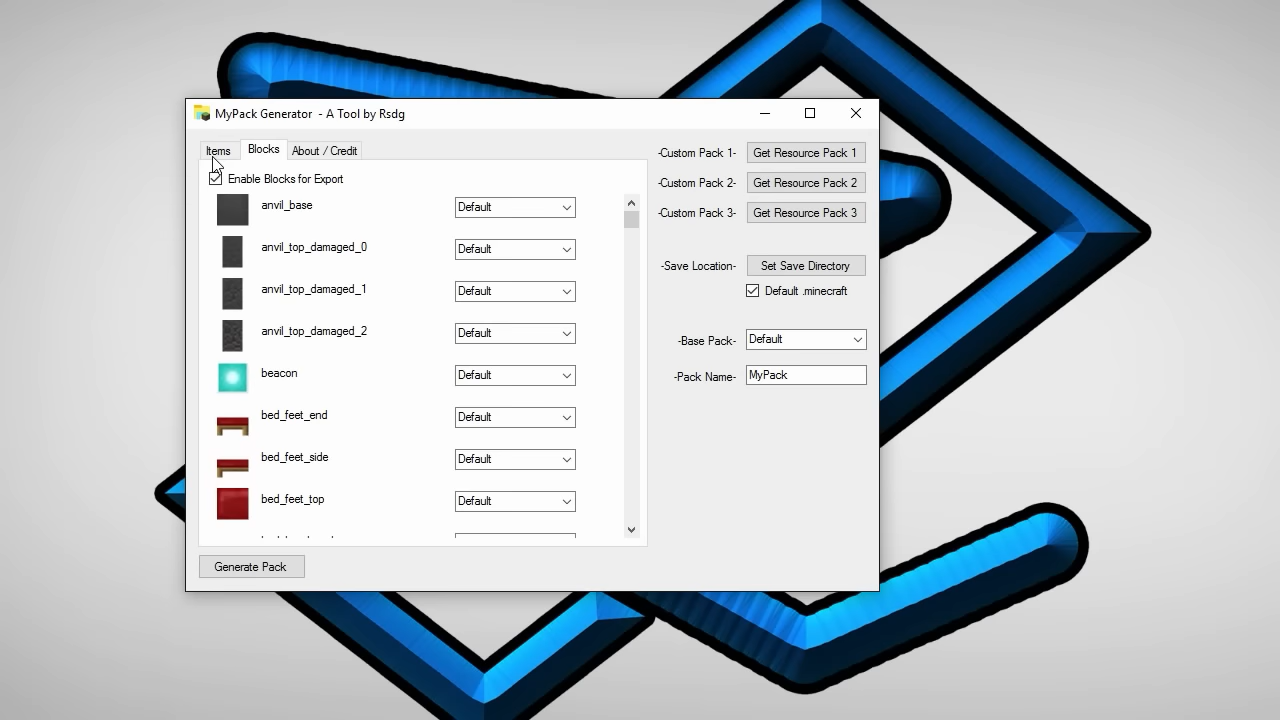 MyPack Generator - A Tool by Rsdg
Items
Blocks
About / Credit
Enable Blocks for Export
anvil_base
Default
anvil_top_damaged_0
Default
anvil_top_damaged_1
Default
anvil_top_damaged_2
Default
beacon
Default
bed_feet_end
Default
bed_feet_side
Default
bed_feet_top
Default
Generate Pack
-Custom Pack 1-
Get Resource Pack 1
-Custom Pack 2-
Get Resource Pack 2
-Custom Pack 3-
Get Resource Pack 3
-Save Location-
Set Save Directory
Default .minecraft
-Base Pack-
Default
-Pack Name-
MyPack